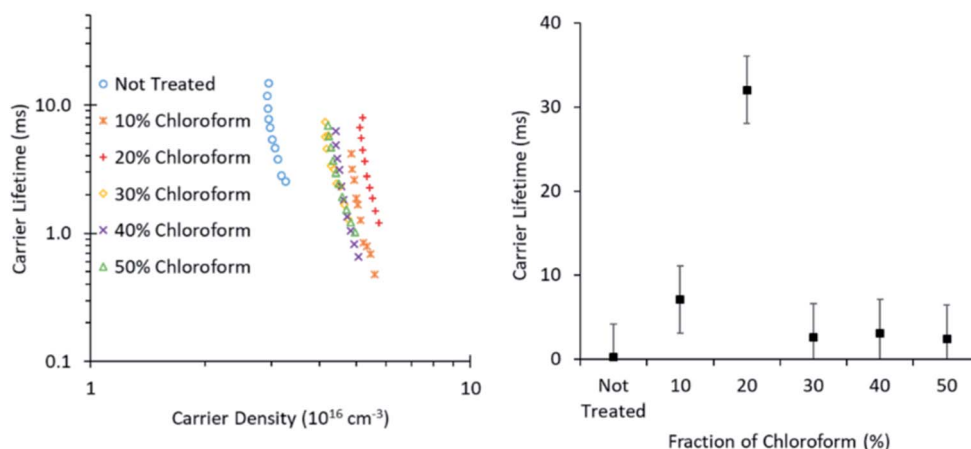 Carrier Lifetime (ms)
10.0
1.0
0.1
Not Treated
10% Chloroform
20% Chloroform
30% Chloroform
40% Chloroform
50% Chloroform
1
10
Carrier Density (10¹⁶ cm⁻³)
Carrier Lifetime (ms)
40
30
20
10
0
Not
Treated
10
20
30
40
50
Fraction of Chloroform (%)